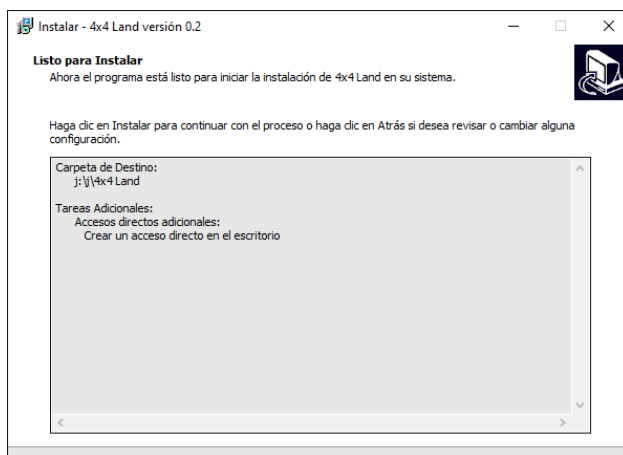 Instalar - 4x4 Land versión 0.2
Listo para Instalar
Ahora el programa está listo para iniciar la instalación de 4x4 Land en su sistema.
Haga clic en Instalar para continuar con el proceso o haga clic en Atrás si desea revisar o cambiar alguna
configuración.
Carpeta de Destino:
j:\j\4x4 Land
Tareas Adicionales:
Accesos directos adicionales:
Crear un acceso directo en el escritorio